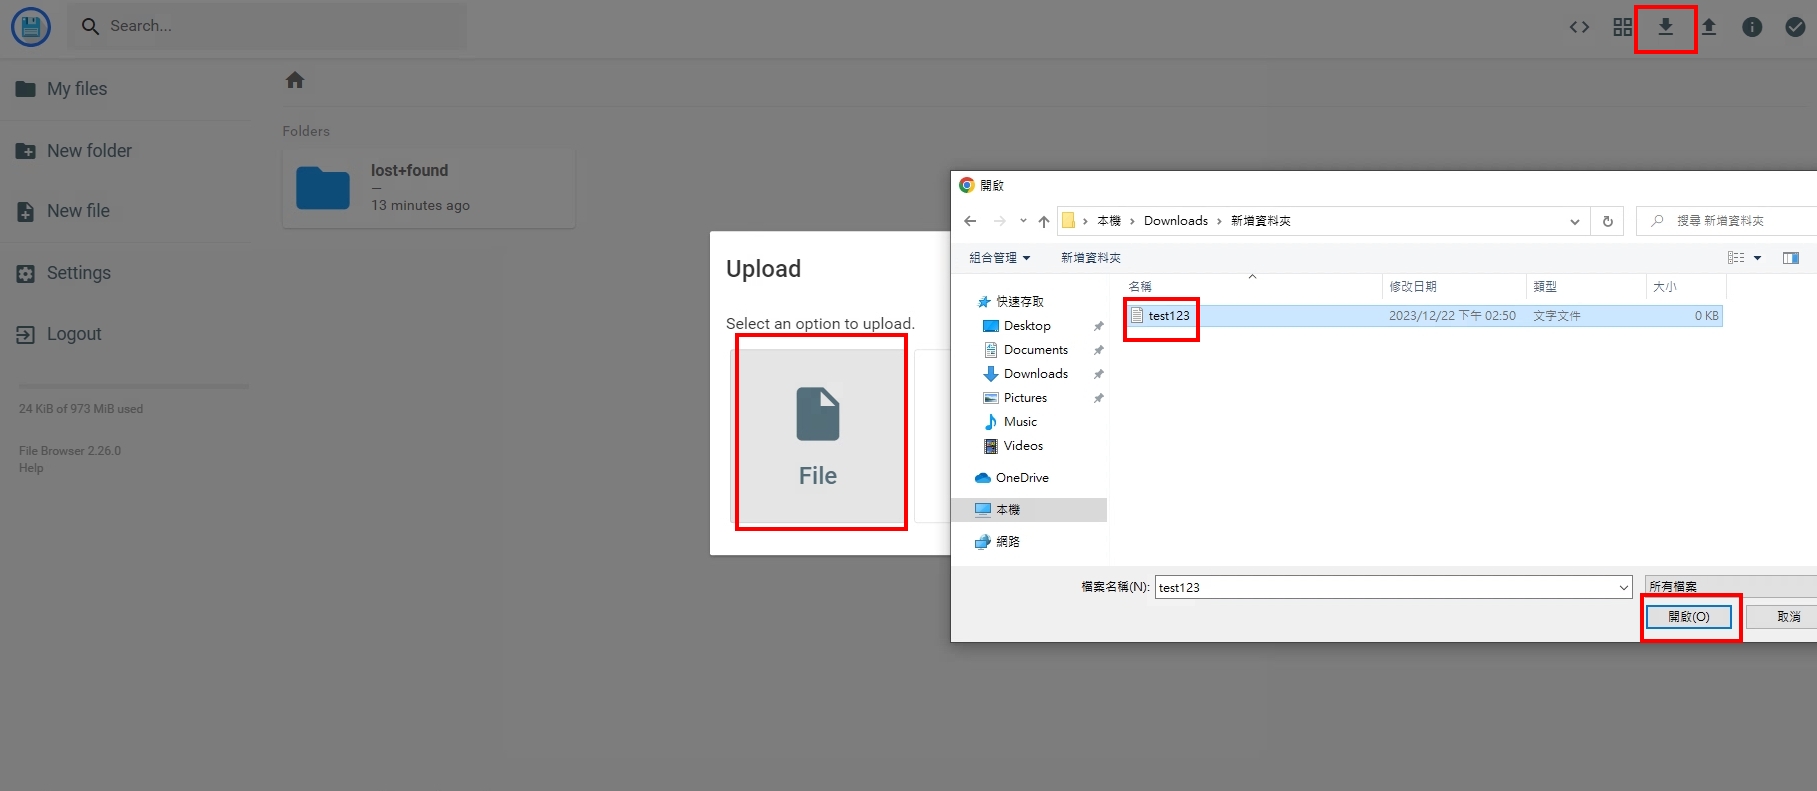 Search...
My files
New folder
New file
Settings
Logout
24 KiB of 973 MiB used
File Browser 2.26.0
Help
Folders
lost+found
—
13 minutes ago
Upload
Select an option to upload.
File
開啟
本機 › Downloads › 新增資料夾
搜尋 新增資料夾
組合管理 新增資料夾
快速存取
Desktop
Documents
Downloads
Pictures
Music
Videos
OneDrive
本機
網路
名稱 修改日期 類型 大小
test123 2023/12/22 下午 02:50 文字文件 0 KB
檔案名稱(N): test123 所有檔案
開啟(O) 取消